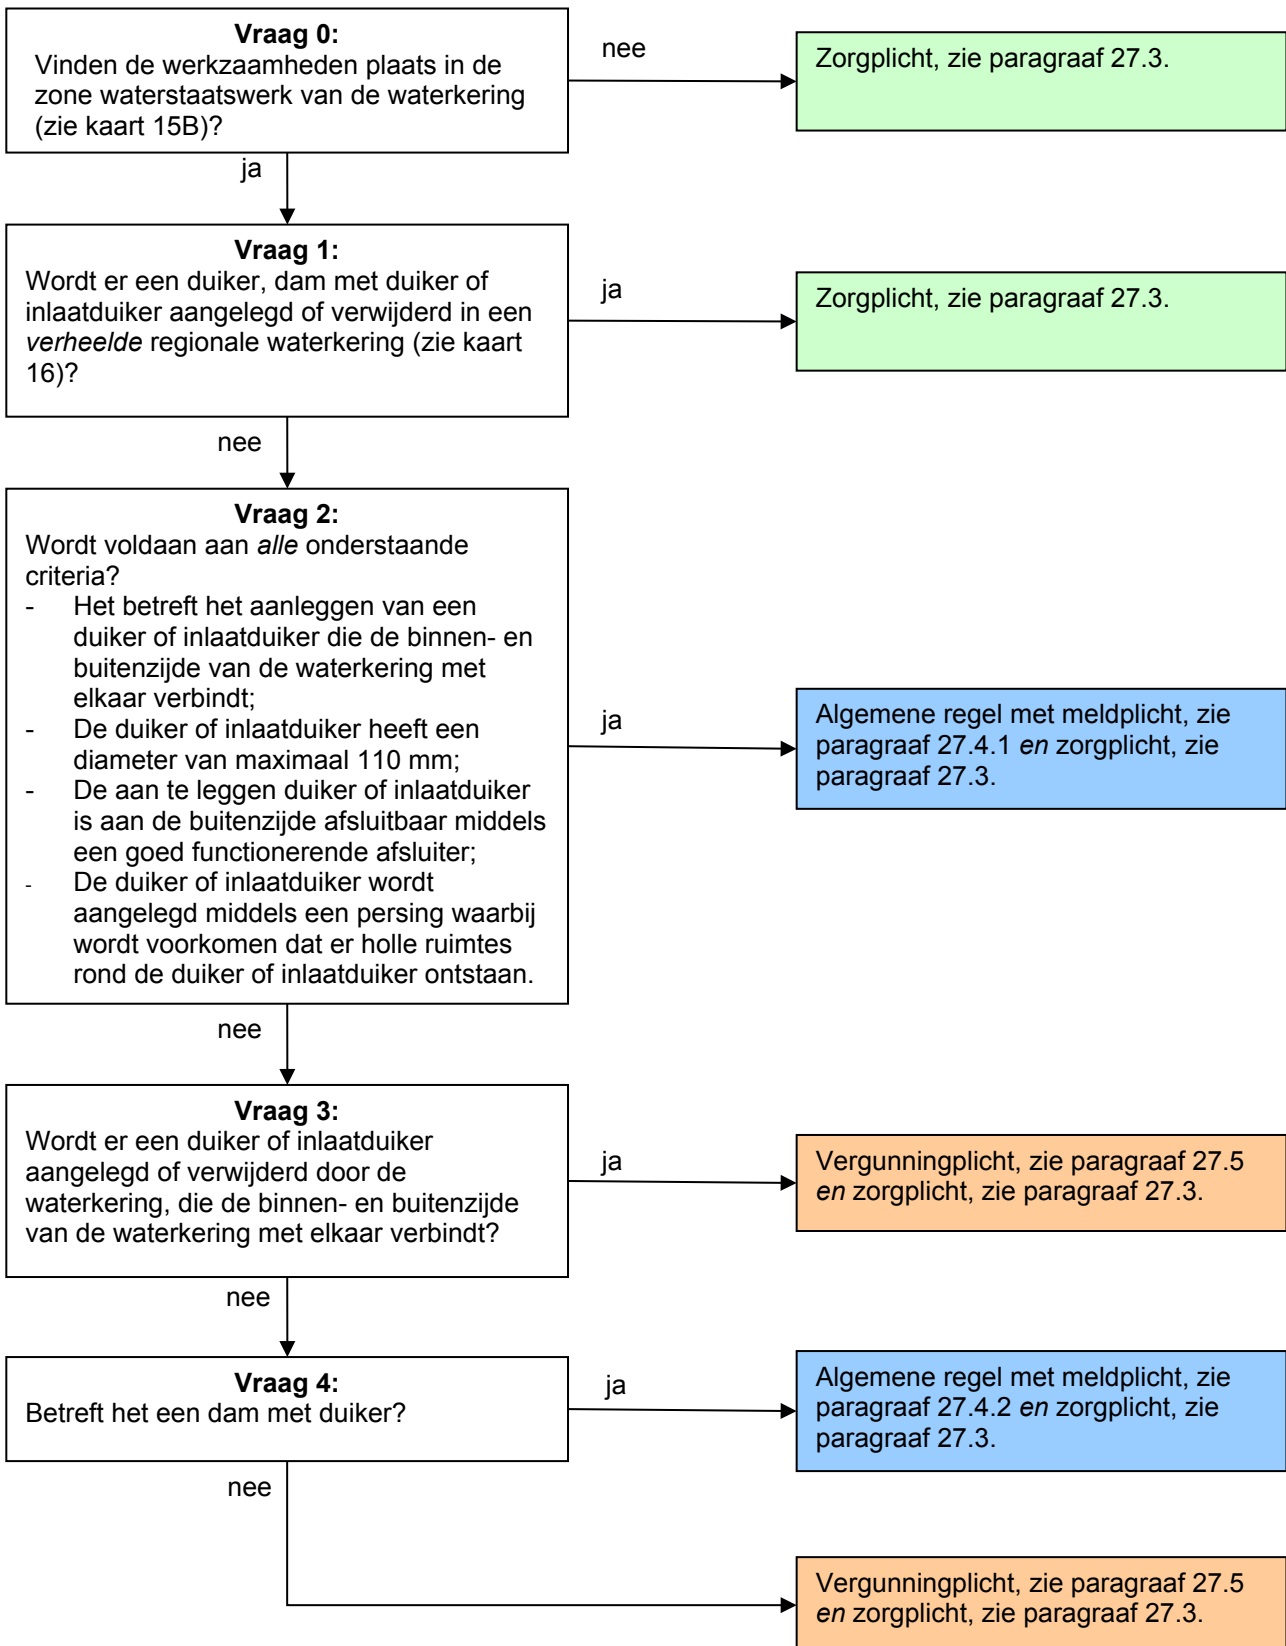 Vraag 0:
Vinden de werkzaamheden plaats in de
zone waterstaatswerk van de waterkering
(zie kaart 15B)?
nee
Zorgplicht, zie paragraaf 27.3.
ja
Vraag 1:
Wordt er een duiker, dam met duiker of
inlaatduiker aangelegd of verwijderd in een
verheelde regionale waterkering (zie kaart
16)?
ja
Zorgplicht, zie paragraaf 27.3.
nee
Vraag 2:
Wordt voldaan aan alle onderstaande
criteria?
- Het betreft het aanleggen van een
duiker of inlaatduiker die de binnen- en
buitenzijde van de waterkering met
elkaar verbindt;
- De duiker of inlaatduiker heeft een
diameter van maximaal 110 mm;
- De aan te leggen duiker of inlaatduiker
is aan de buitenzijde afsluitbaar middels
een goed functionerende afsluiter;
- De duiker of inlaatduiker wordt
aangelegd middels een persing waarbij
wordt voorkomen dat er holle ruimtes
rond de duiker of inlaatduiker ontstaan.
ja
Algemene regel met meldplicht, zie
paragraaf 27.4.1 en zorgplicht, zie
paragraaf 27.3.
nee
Vraag 3:
Wordt er een duiker of inlaatduiker
aangelegd of verwijderd door de
waterkering, die de binnen- en buitenzijde
van de waterkering met elkaar verbindt?
ja
Vergunningplicht, zie paragraaf 27.5
en zorgplicht, zie paragraaf 27.3.
nee
Vraag 4:
Betreft het een dam met duiker?
ja
Algemene regel met meldplicht, zie
paragraaf 27.4.2 en zorgplicht, zie
paragraaf 27.3.
nee
Vergunningplicht, zie paragraaf 27.5
en zorgplicht, zie paragraaf 27.3.